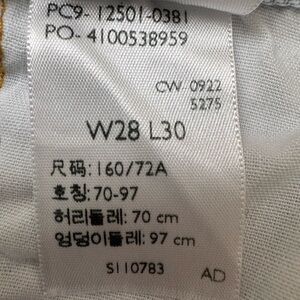 PC9- 12501-0381
PO- 4100538959
CW 0922
5275
W28 L30
尺码: 160/72A
호칭: 70-97
허리둘레: 70 cm
엉덩이둘레: 97 cm
S110783 AD